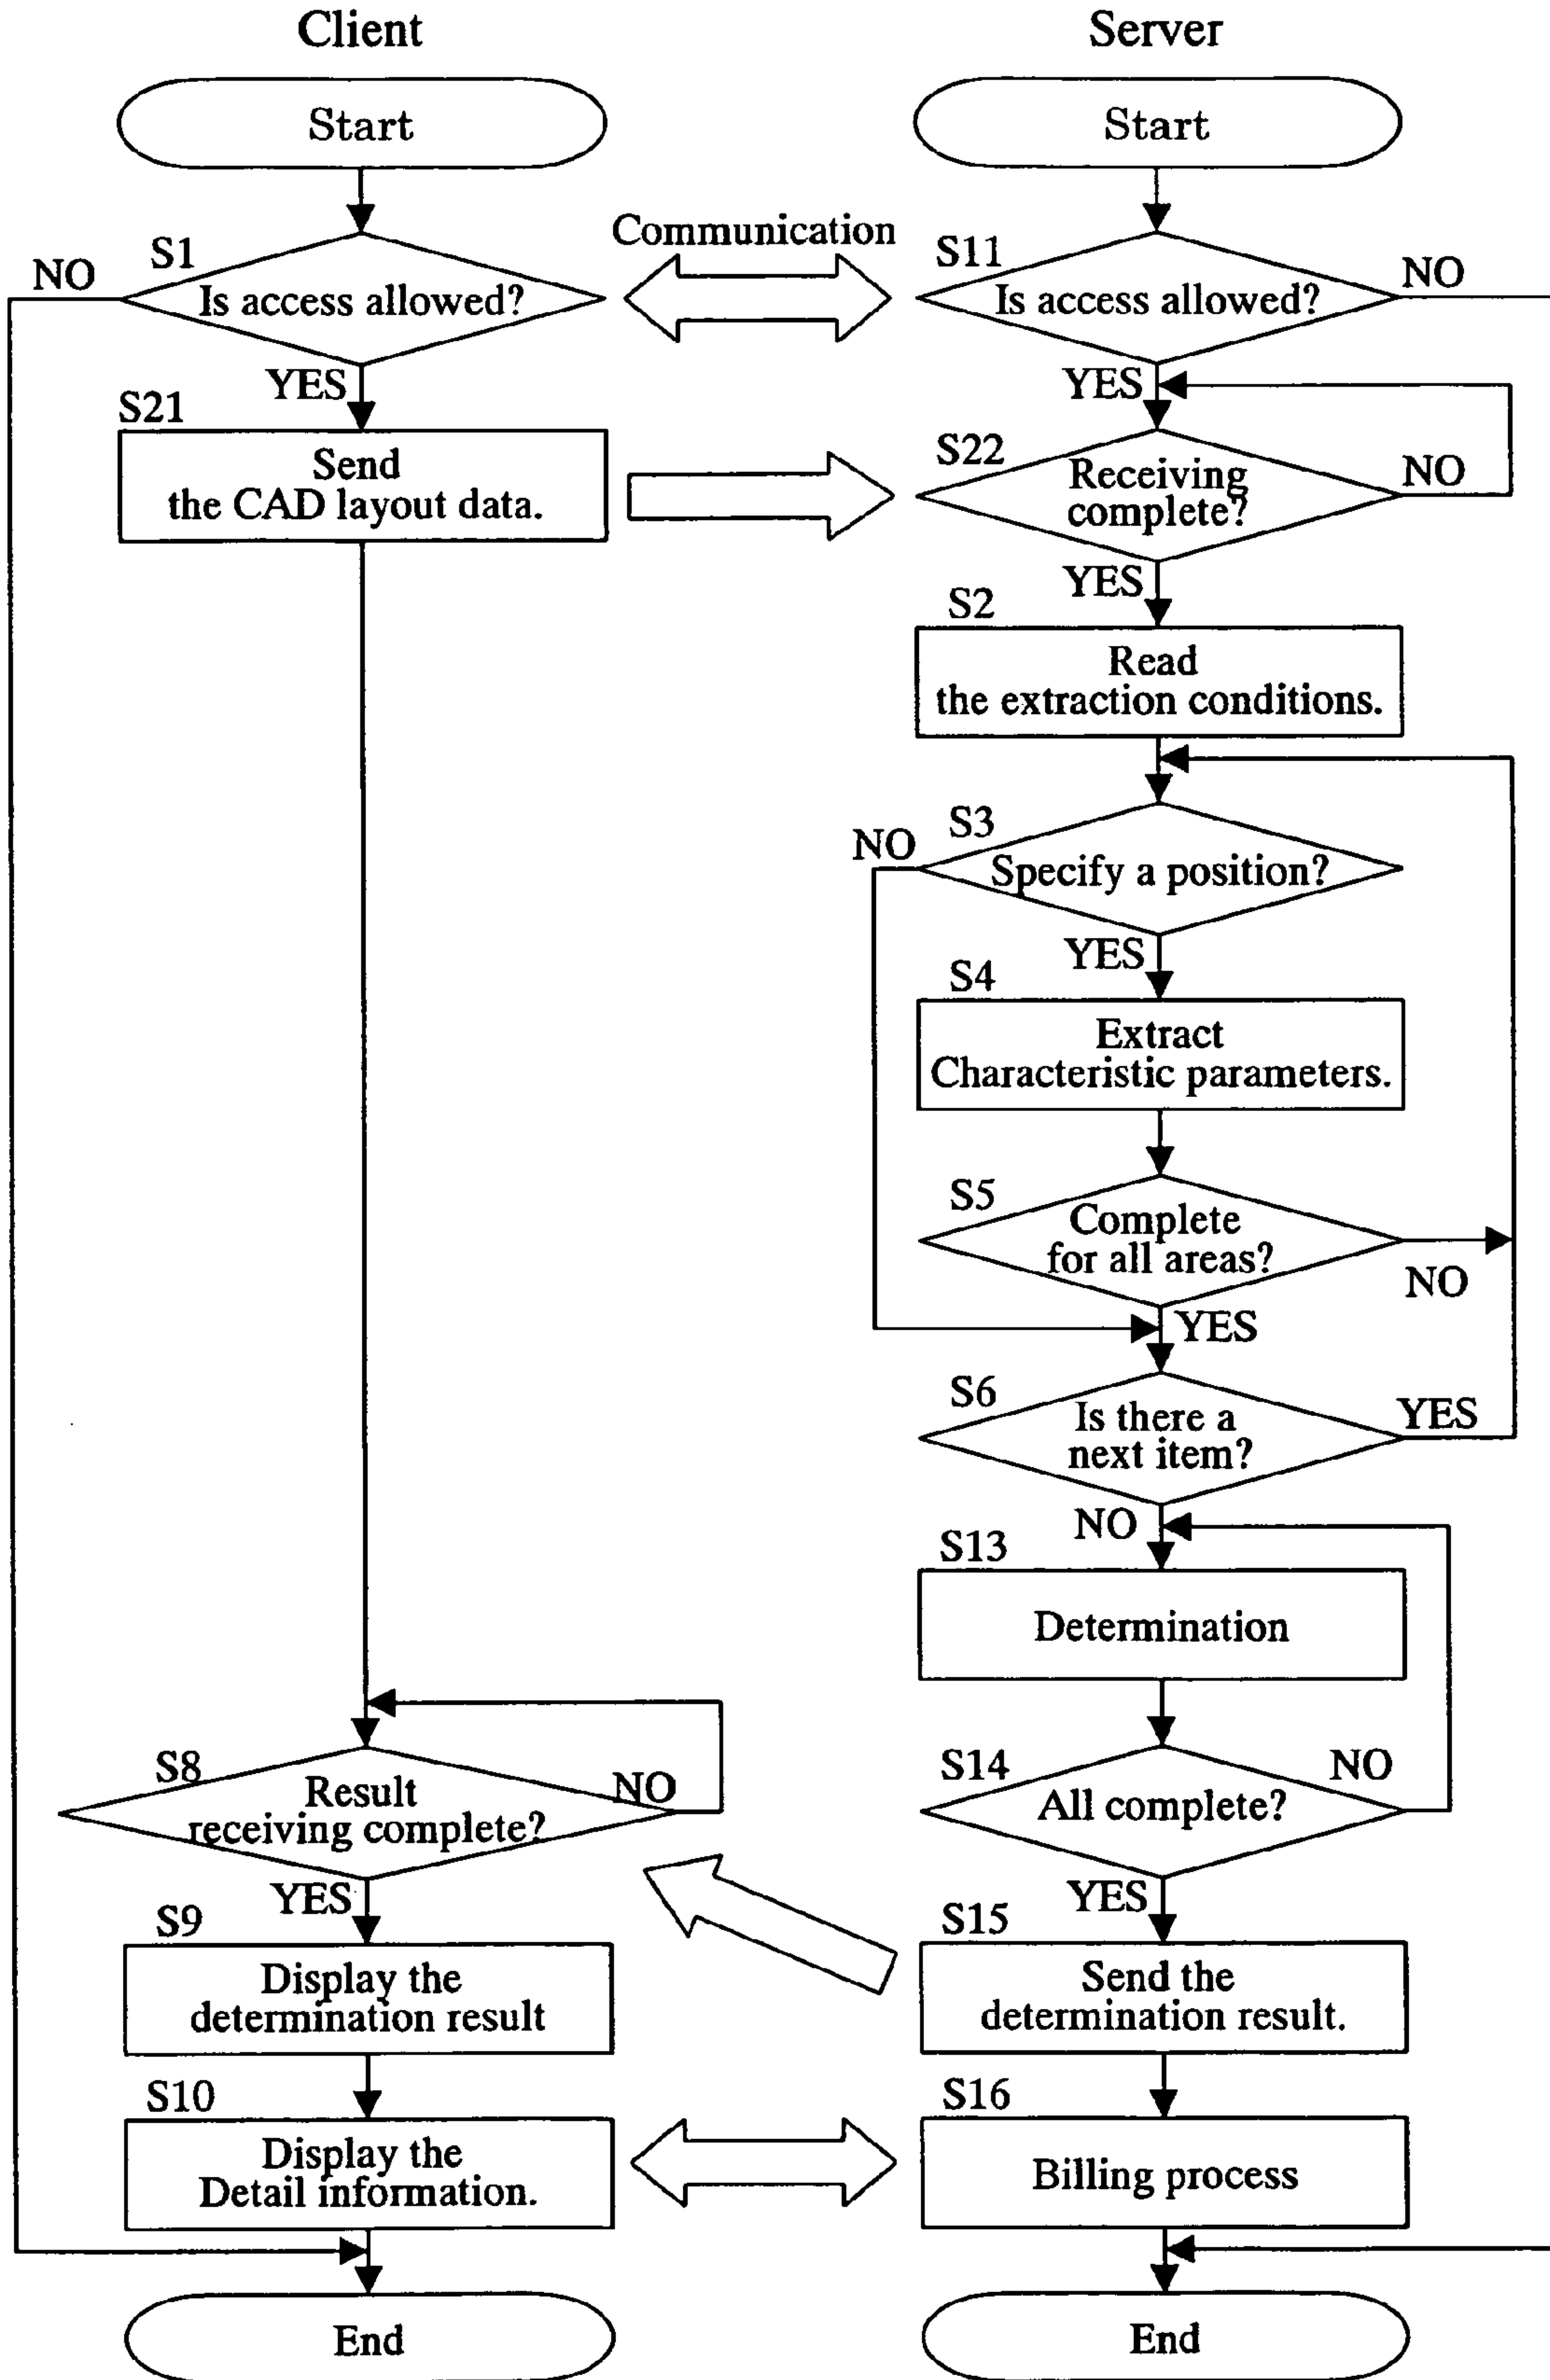 Client
Server
Start
Start
Communication
S1
NO
Is access allowed?
YES
S11
NO
Is access allowed?
YES
S21
Send
the CAD layout data.
S22
Receiving
complete?
NO
YES
S2
Read
the extraction conditions.
S3
NO
Specify a position?
YES
S4
Extract
Characteristic parameters.
S5
Complete
for all areas?
NO
YES
S6
Is there a
next item?
YES
NO
S13
Determination
S8
Result
receiving complete?
NO
YES
S14
All complete?
NO
YES
S9
Display the
determination result
S15
Send the
determination result.
S10
Display the
Detail information.
S16
Billing process
End
End